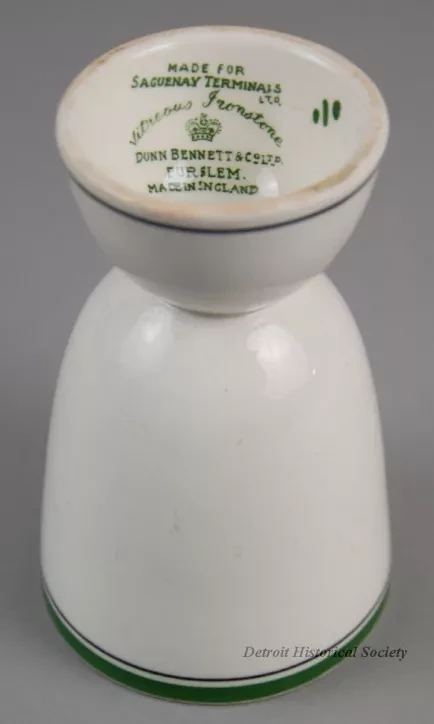 MADE FOR
SAGUENAY TERMINALS
LTD.
Vitreous Ironstone
DUNN BENNETT & CO LTD.
BURSLEM.
MADE IN ENGLAND
Detroit Historical Society